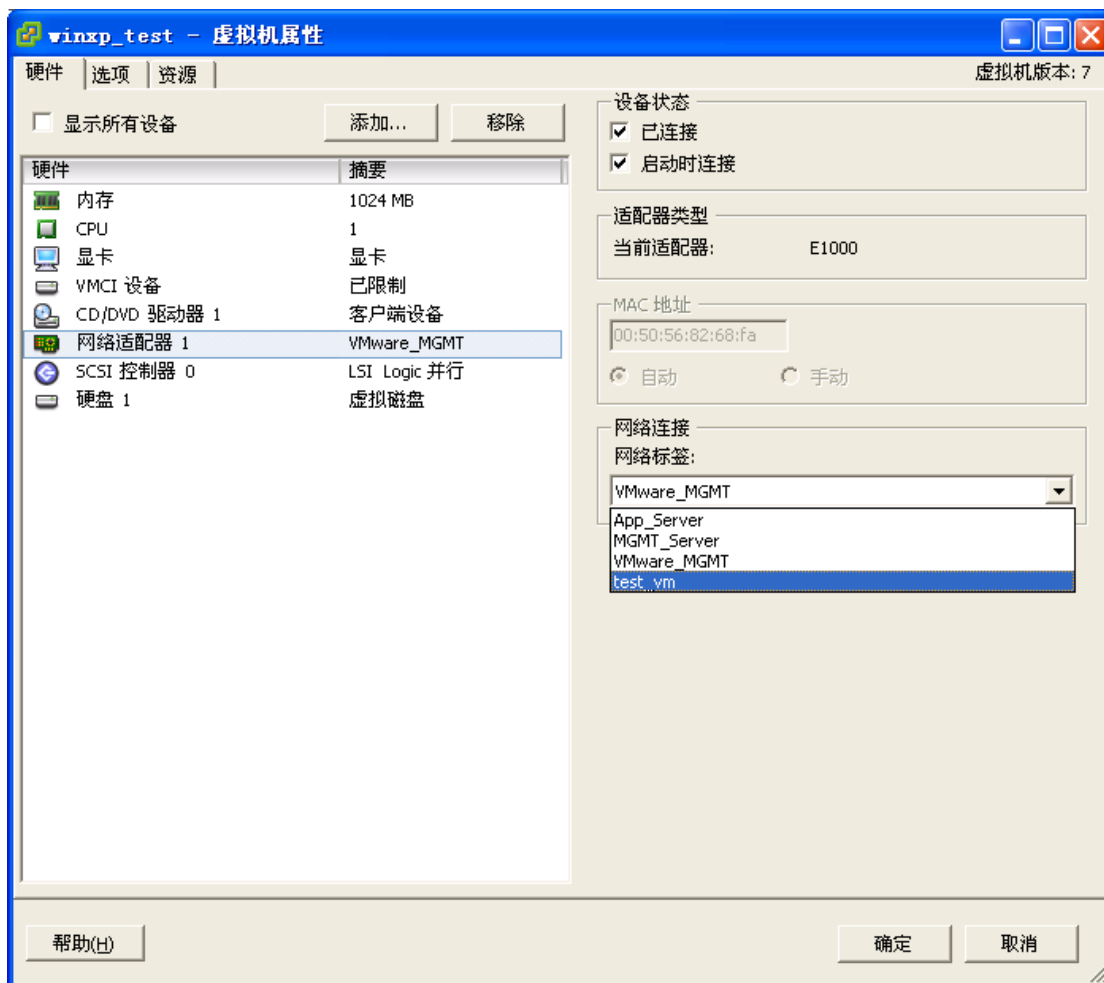 winxp_test - 虚拟机属性
硬件 选项 资源 虚拟机版本: 7
显示所有设备 添加... 移除
硬件 摘要
内存 1024 MB
CPU 1
显卡 显卡
VMCI 设备 已限制
CD/DVD 驱动器 1 客户端设备
网络适配器 1 VMware_MGMT
SCSI 控制器 0 LSI Logic 并行
硬盘 1 虚拟磁盘
设备状态
已连接
启动时连接
适配器类型
当前适配器: E1000
MAC 地址
00:50:56:82:68:fa
自动 手动
网络连接
网络标签:
VMware_MGMT
App_Server
MGMT_Server
VMware_MGMT
test_vm
帮助(H) 确定 取消